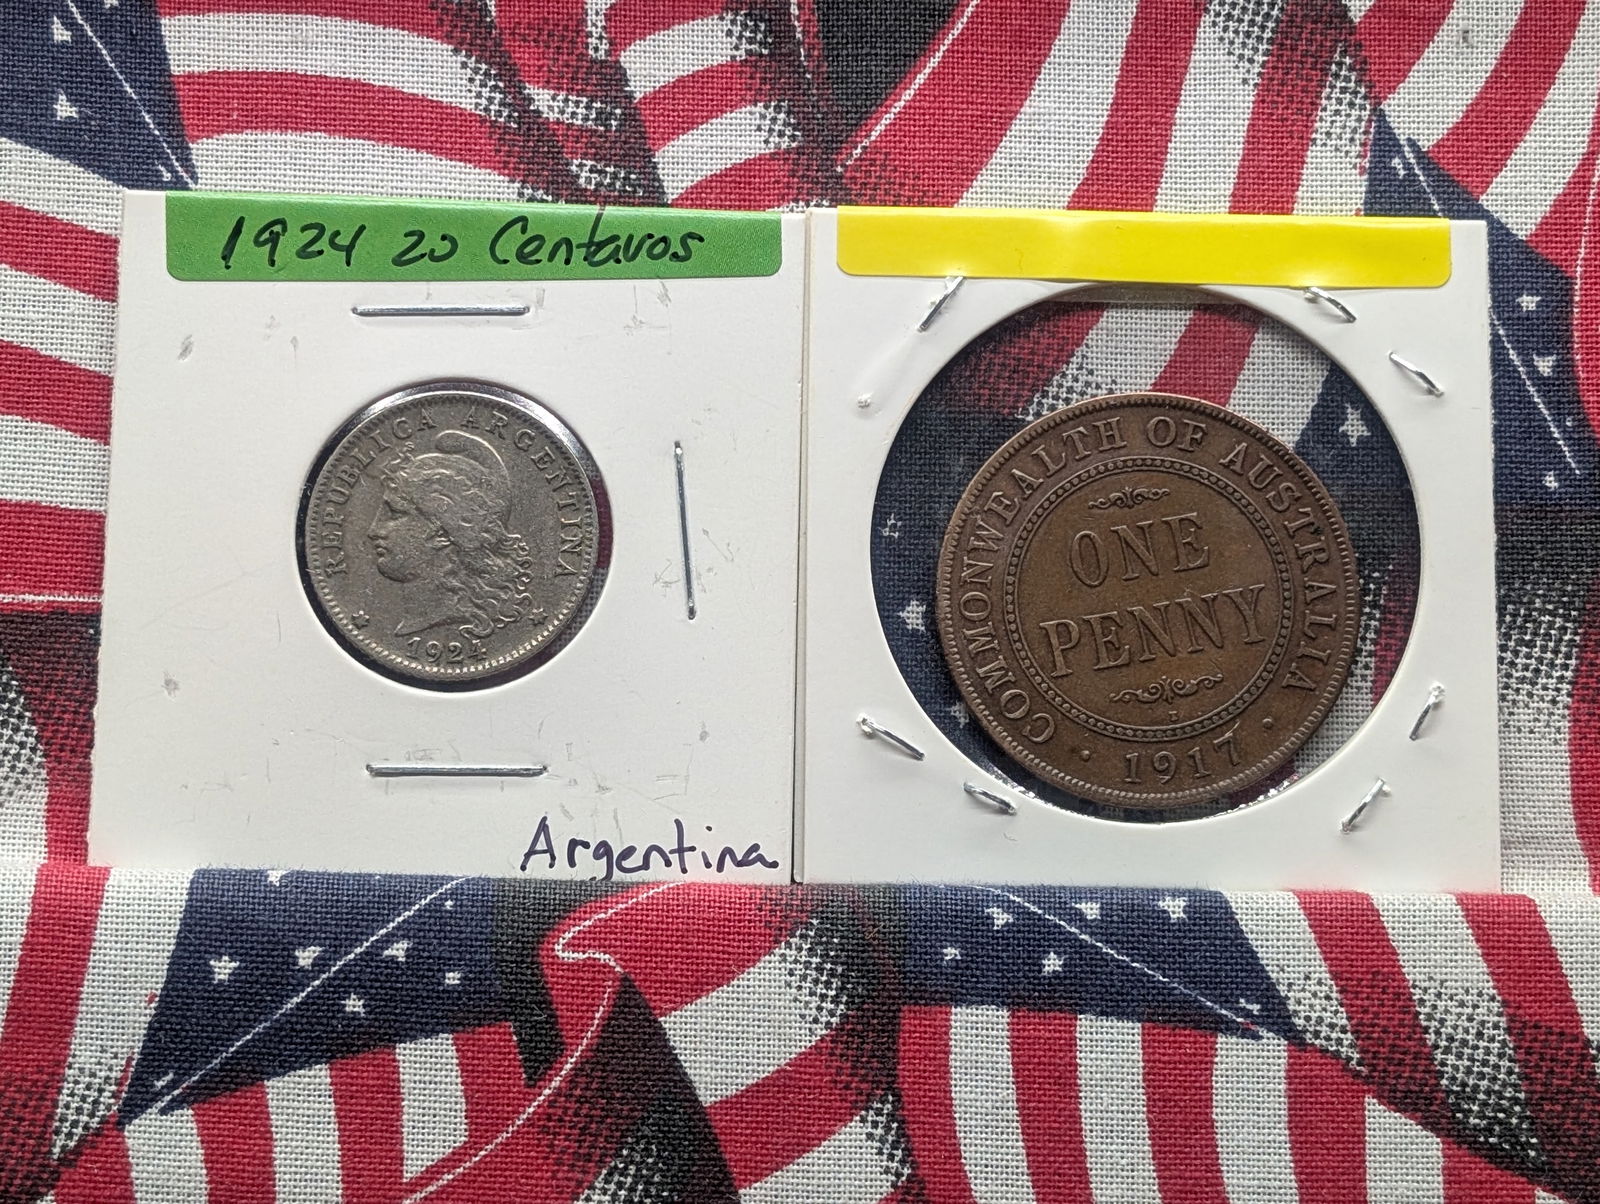 1924 20 Centavos
REPUBLICA ARGENTINA
1924
Argentina
COMMONWEALTH OF AUSTRALIA
ONE
PENNY
1917